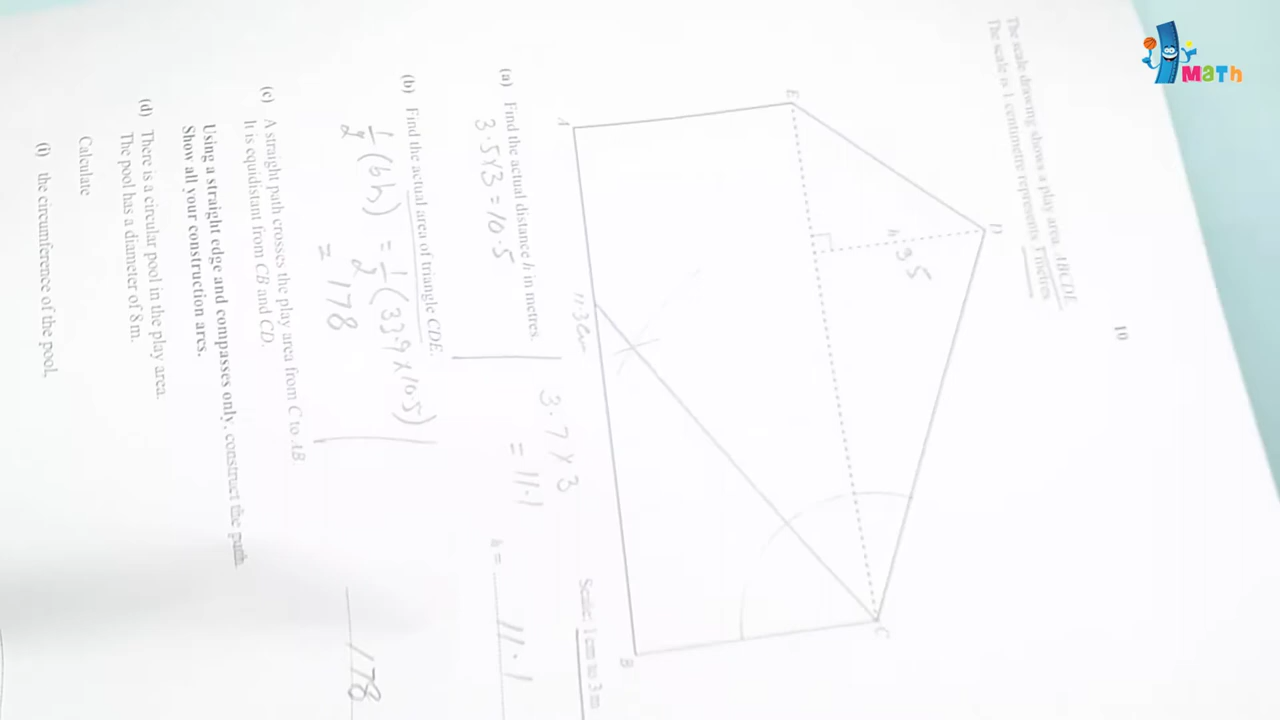 MATH
10
The scale drawing shows a play area ABCDE.
The scale is 1 centimetre represents 3 metres.
D
E
h
3.5
C
A
11.3cm
B
Scale: 1 cm to 3 m
(a) Find the actual distance h in metres.
3.5 x 3 = 10.5
3.7 x 3
= 11.1
h = 11.1
(b) Find the actual area of triangle CDE.
1/2 (bh) = 1/2 (33.9 x 10.5)
= 178
178
(c) A straight path crosses the play area from C to AB.
It is equidistant from CB and CD.
Using a straight edge and compasses only, construct the path.
Show all your construction arcs.
(d) There is a circular pool in the play area.
The pool has a diameter of 8 m.
Calculate
(i) the circumference of the pool,